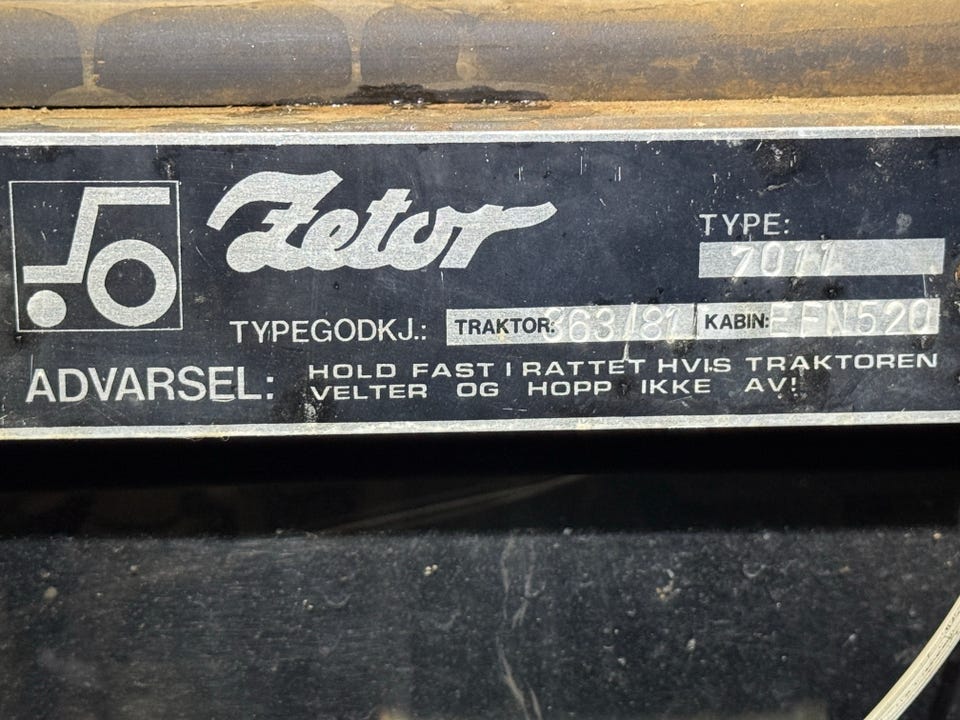 Zetor
TYPE:
7011
TYPEGODKJ.: TRAKTOR: 363/81 KABIN: EFN520
ADVARSEL: HOLD FAST I RATTET HVIS TRAKTOREN
VELTER OG HOPP IKKE AV!